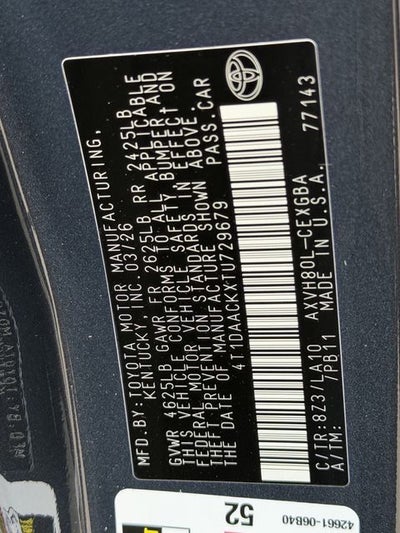 MFD.BY:TOYOTA MOTOR MANUFACTURING,
KENTUCKY, INC. 03/26
GVWR 4625LB GAWR FR 2625LB RR 2425LB
THIS VEHICLE CONFORMS TO ALL APPLICABLE
FEDERAL MOTOR VEHICLE SAFETY, BUMPER AND
THEFT PREVENTION STANDARDS IN EFFECT ON
THE DATE OF MANUFACTURE SHOWN ABOVE.
4T1DAACKXTU729679 PASS. CAR
C/TR:8Z3/LA10 AXVH80L-CEXGBA
A/TM: /PB11 MADE IN U.S.A. 77143
52
42661-06B40